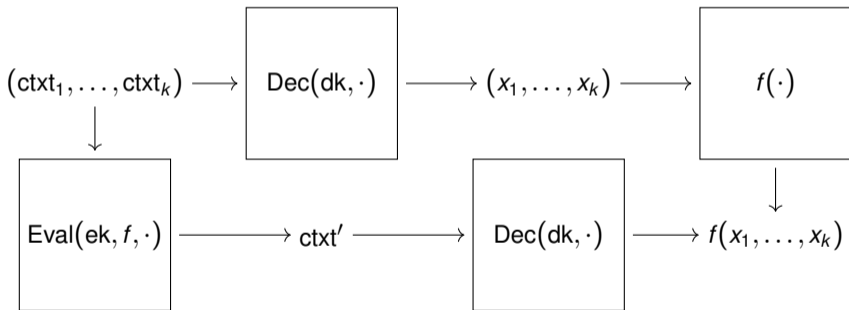 (ctxt₁, . . . , ctxtₖ) Dec(dk, ·) (x₁, . . . , xₖ) f(·)
Eval(ek, f, ·) ctxt′ Dec(dk, ·) f(x₁, . . . , xₖ)